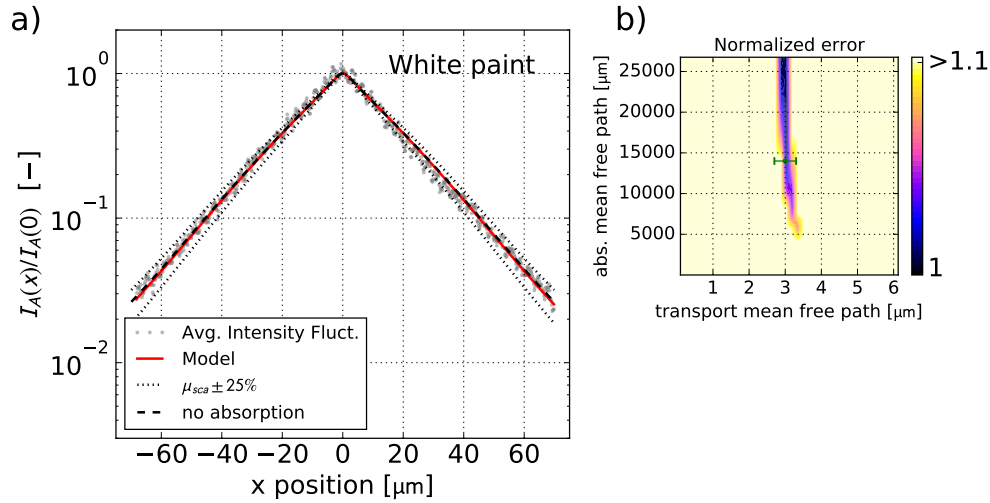 a)
White paint
10⁰
10⁻¹
10⁻²
I_A(x)/I_A(0) [−]
Avg. Intensity Fluct.
Model
μ_sca ± 25%
no absorption
−60 −40 −20 0 20 40 60
x position [μm]
b)
Normalized error
>1.1
25000
20000
15000
10000
5000
1
abs. mean free path [μm]
1 2 3 4 5 6
transport mean free path [μm]